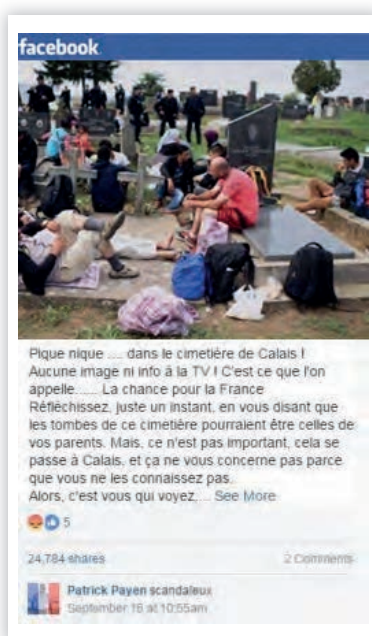 facebook
Pique nique .... dans le cimetière de Calais !
Aucune image ni info à la TV ! C'est ce que l'on
appelle..... La chance pour la France
Réfléchissez, juste un instant, en vous disant que
les tombes de ce cimetière pourraient être celles de
vos parents. Mais, ce n'est pas important, cela se
passe à Calais, et ça ne vous concerne pas parce
que vous ne les connaissez pas.
Alors, c'est vous qui voyez.... See More
5
24,784 shares 2 Comments
Patrick Payen scandaleux
September 16 at 10:55am